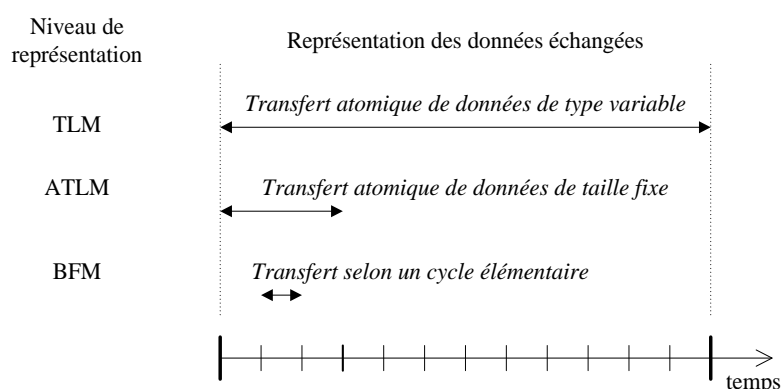 Niveau de
représentation
Représentation des données échangées
TLM
Transfert atomique de données de type variable
ATLM
Transfert atomique de données de taille fixe
BFM
Transfert selon un cycle élémentaire
temps